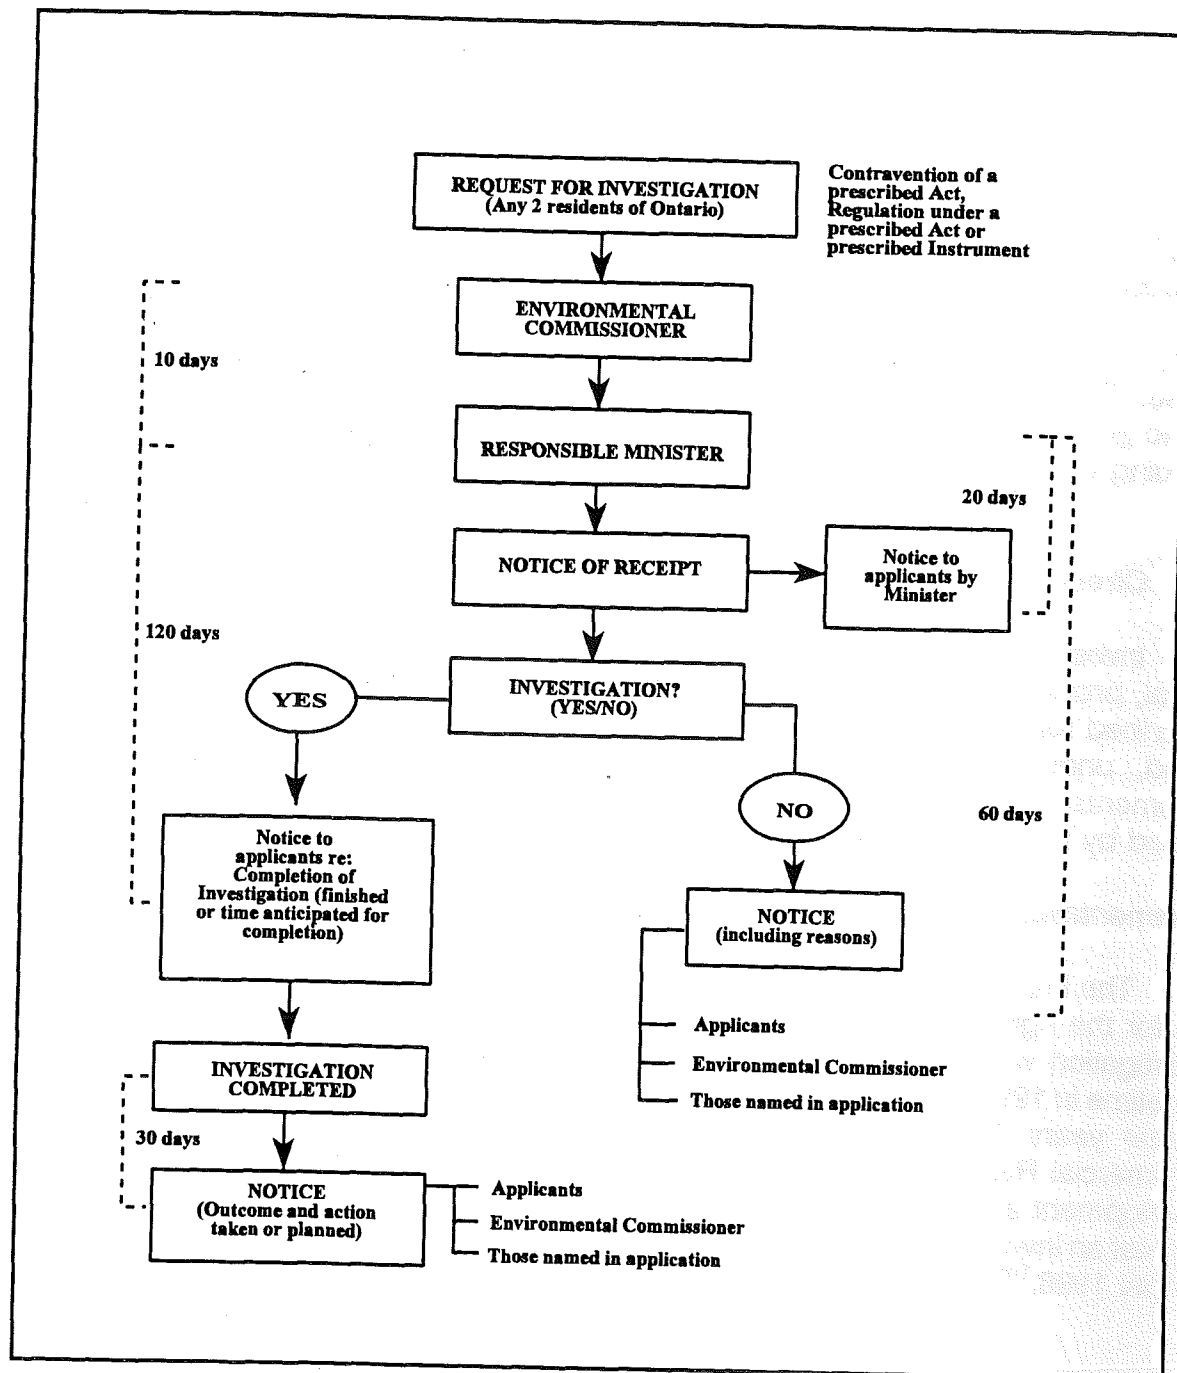 REQUEST FOR INVESTIGATION
(Any 2 residents of Ontario)
Contravention of a
prescribed Act,
Regulation under a
prescribed Act or
prescribed Instrument
ENVIRONMENTAL
COMMISSIONER
10 days
RESPONSIBLE MINISTER
20 days
NOTICE OF RECEIPT
Notice to
applicants by
Minister
120 days
INVESTIGATION?
(YES/NO)
YES
NO
60 days
Notice to
applicants re:
Completion of
Investigation (finished
or time anticipated for
completion)
NOTICE
(including reasons)
Applicants
Environmental Commissioner
Those named in application
INVESTIGATION
COMPLETED
30 days
NOTICE
(Outcome and action
taken or planned)
Applicants
Environmental Commissioner
Those named in application